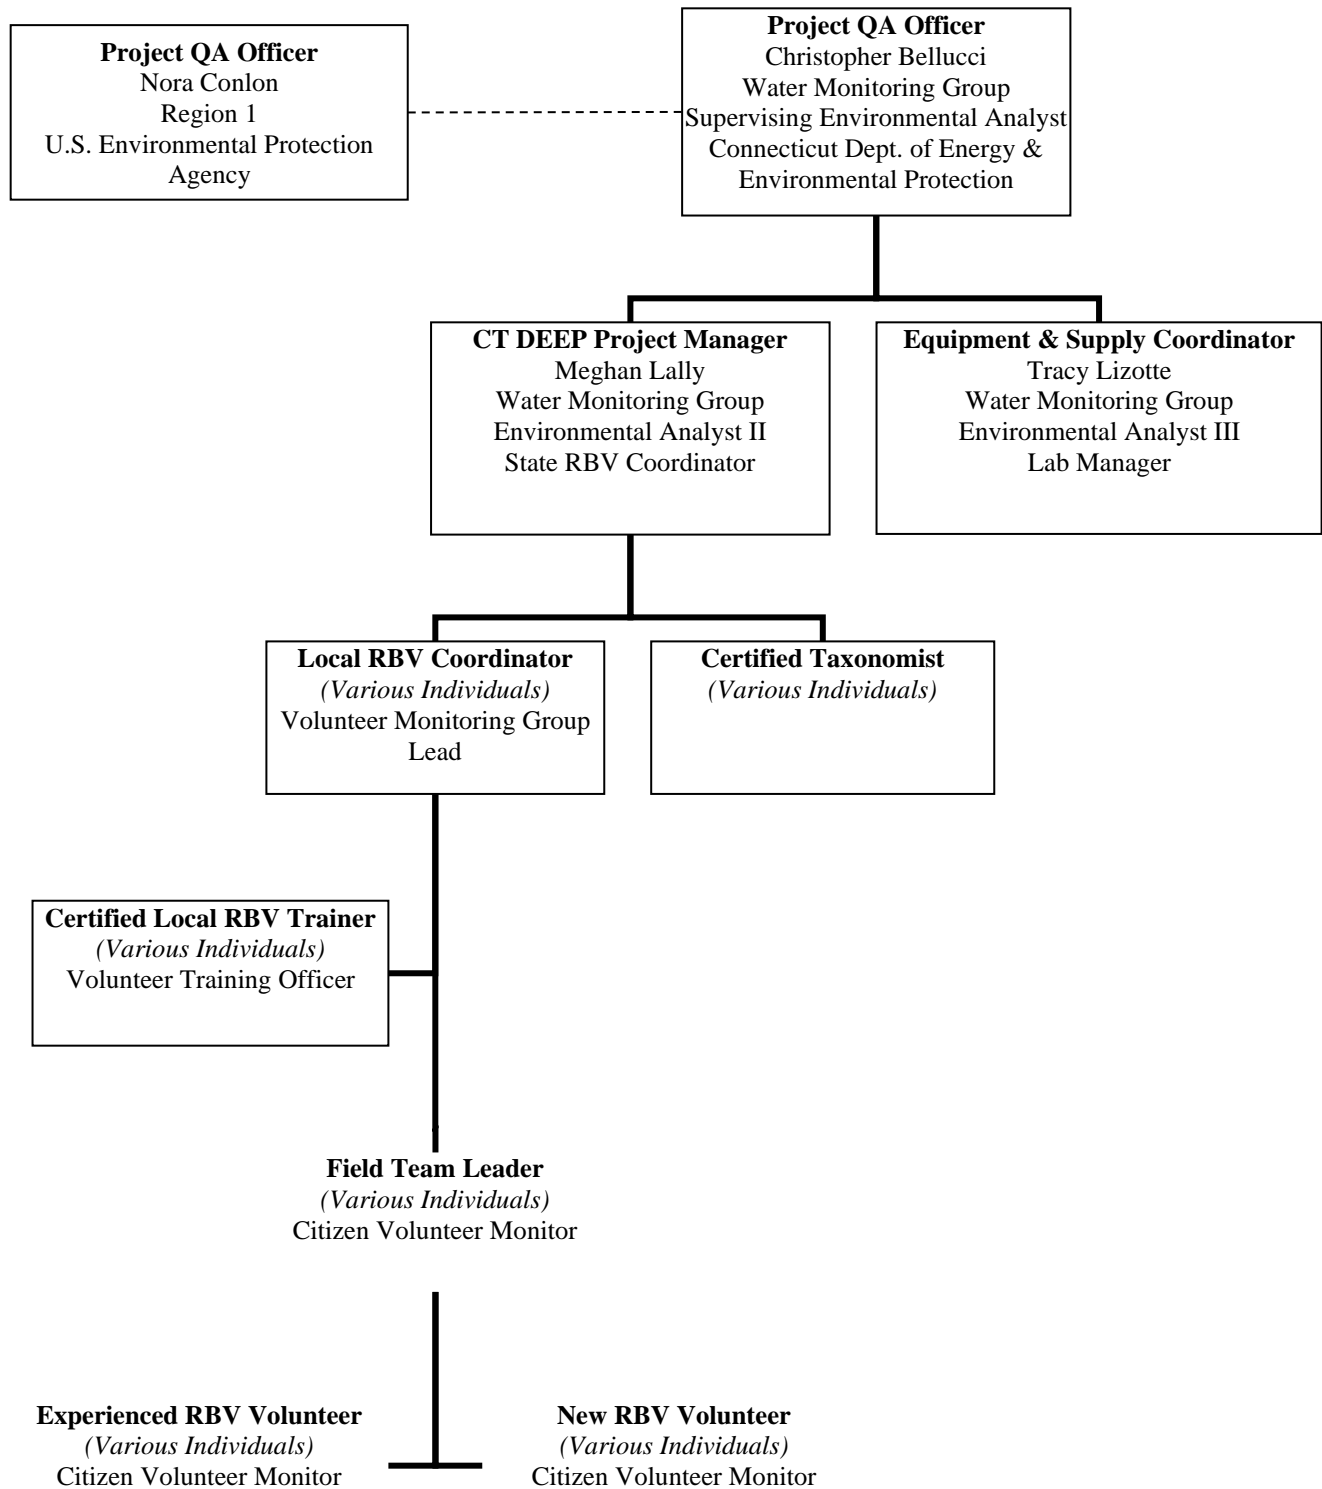 Project QA Officer
Nora Conlon
Region 1
U.S. Environmental Protection
Agency
Project QA Officer
Christopher Bellucci
Water Monitoring Group
Supervising Environmental Analyst
Connecticut Dept. of Energy &
Environmental Protection
CT DEEP Project Manager
Meghan Lally
Water Monitoring Group
Environmental Analyst II
State RBV Coordinator
Equipment & Supply Coordinator
Tracy Lizotte
Water Monitoring Group
Environmental Analyst III
Lab Manager
Local RBV Coordinator
(Various Individuals)
Volunteer Monitoring Group
Lead
Certified Taxonomist
(Various Individuals)
Certified Local RBV Trainer
(Various Individuals)
Volunteer Training Officer
Field Team Leader
(Various Individuals)
Citizen Volunteer Monitor
Experienced RBV Volunteer
(Various Individuals)
Citizen Volunteer Monitor
New RBV Volunteer
(Various Individuals)
Citizen Volunteer Monitor